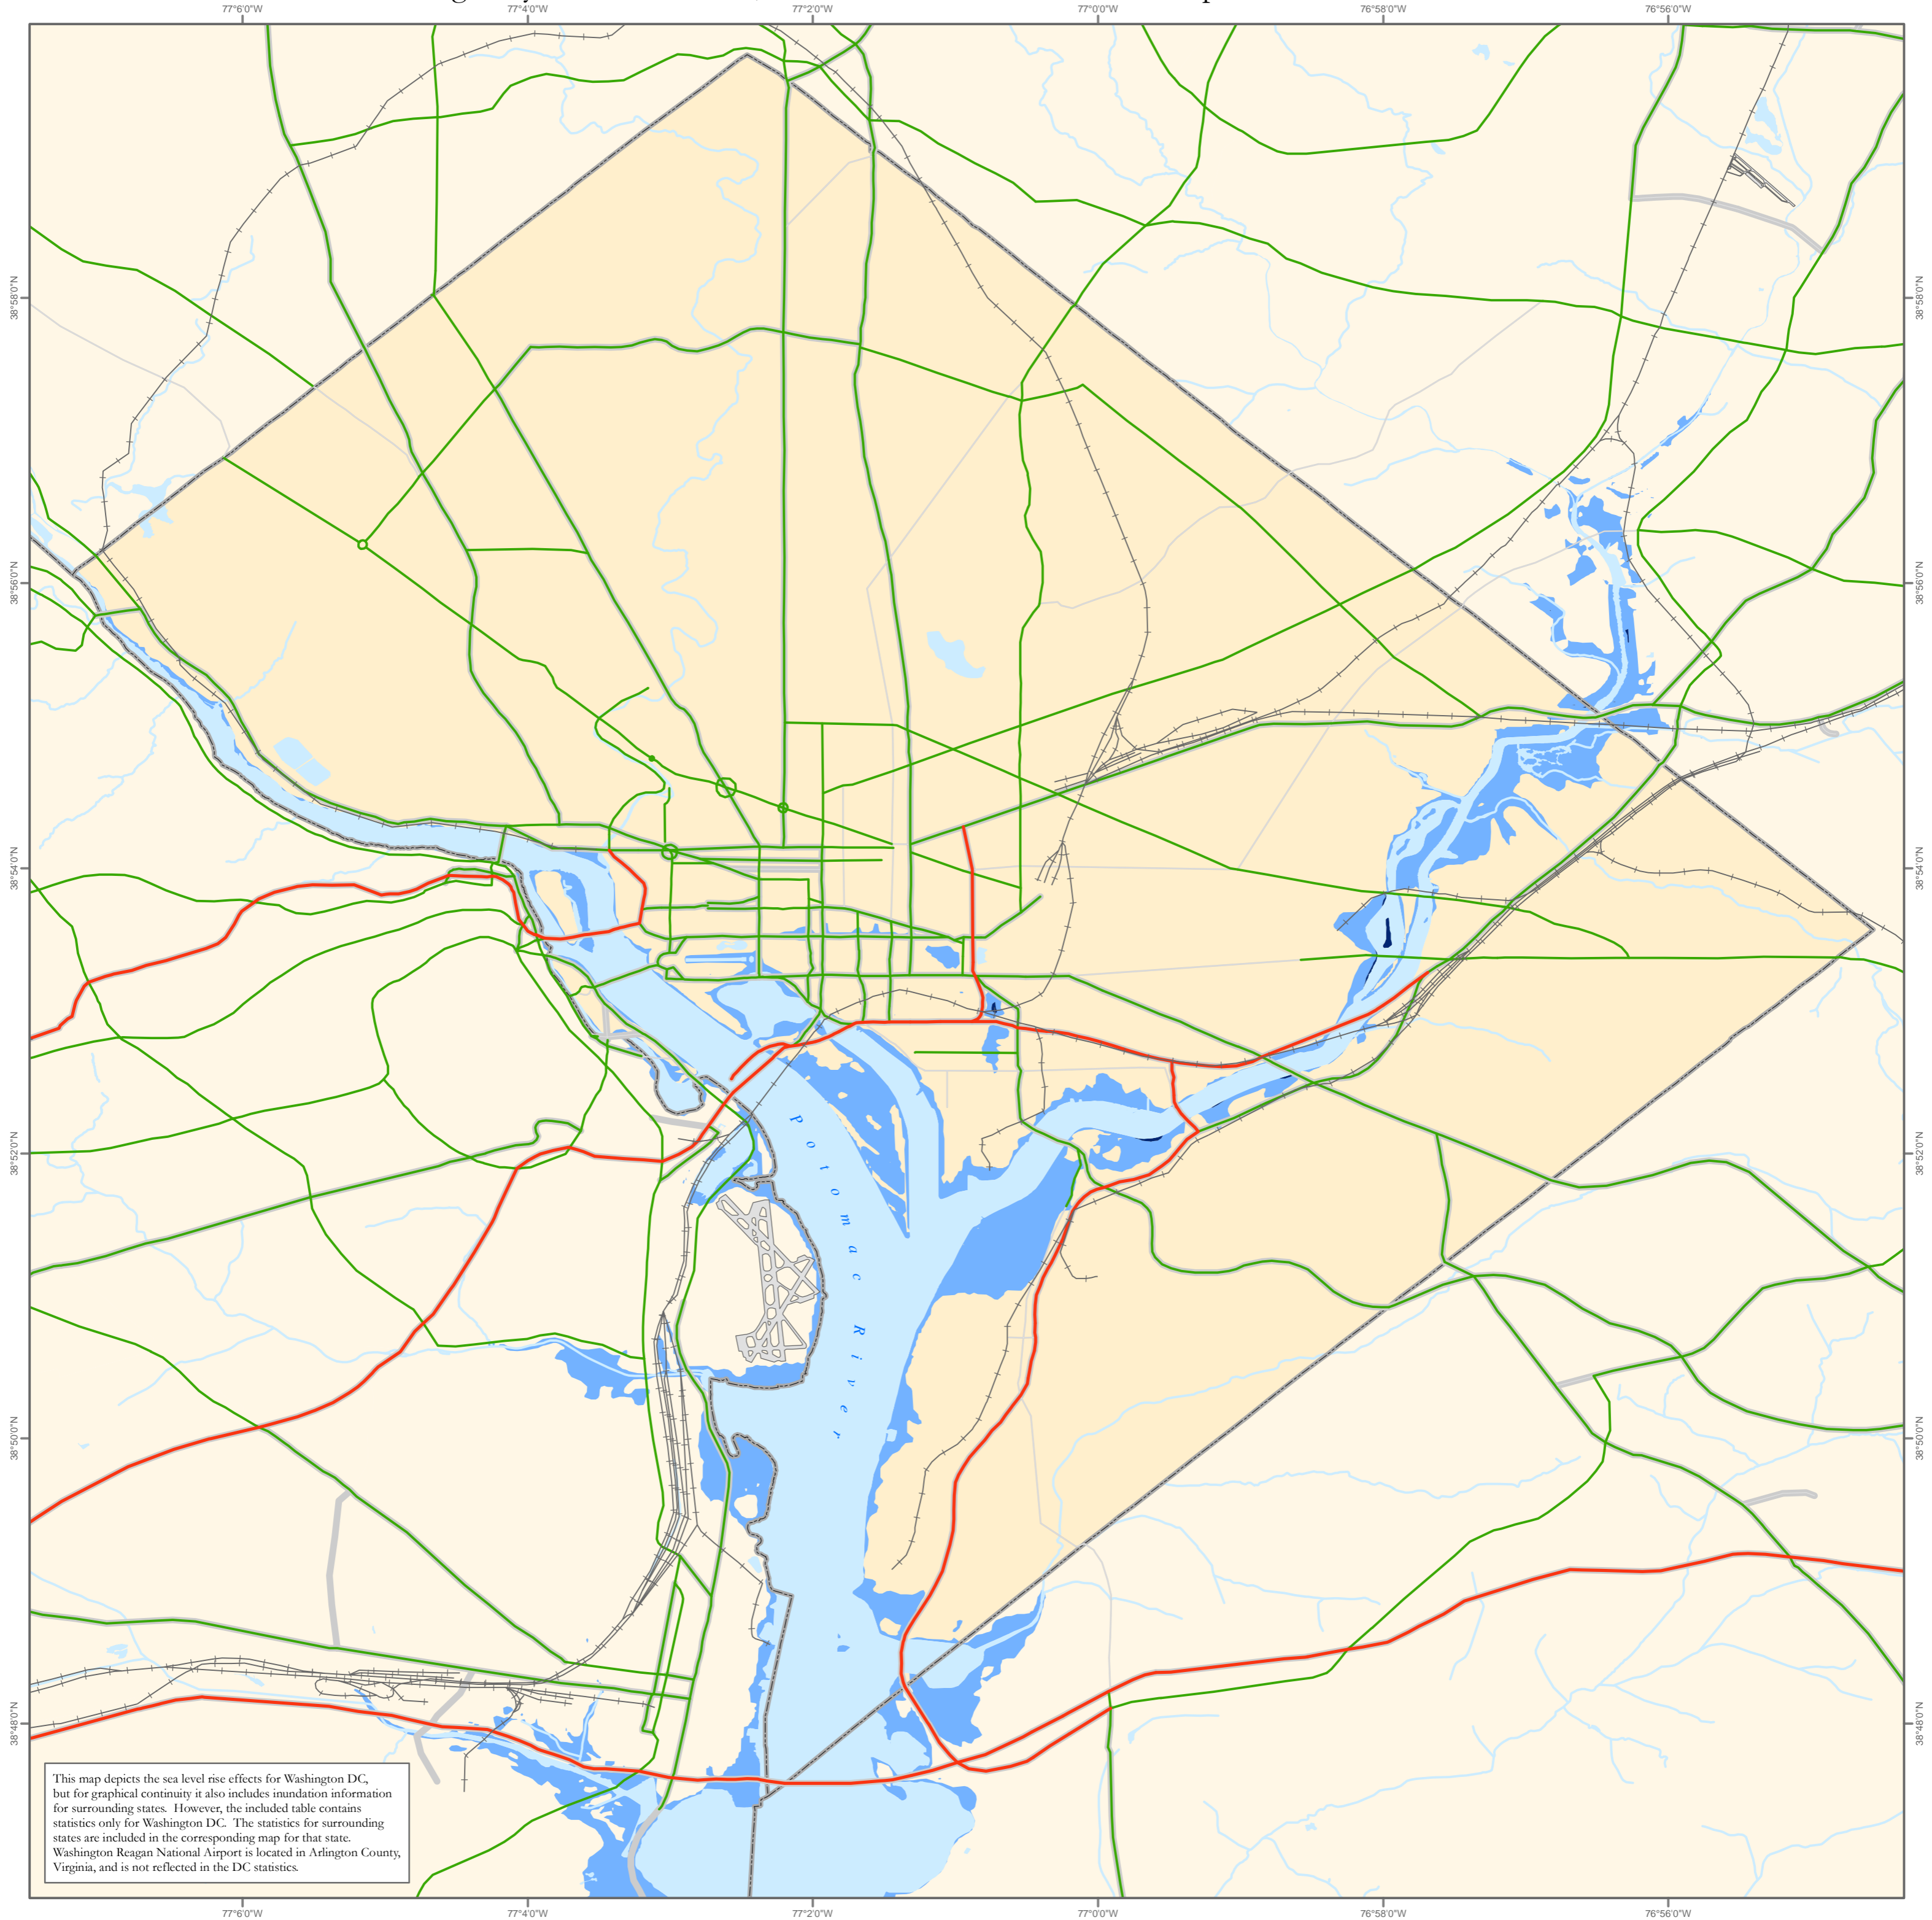 77°6'0"W 77°4'0"W 77°2'0"W 77°0'0"W 76°58'0"W 76°56'0"W
38°58'0"N 38°58'0"N
38°56'0"N 38°56'0"N
38°54'0"N 38°54'0"N
38°52'0"N 38°52'0"N
Potomac River
38°50'0"N 38°50'0"N
38°48'0"N 38°48'0"N
This map depicts the sea level rise effects for Washington DC,
but for graphical continuity it also includes inundation information
for surrounding states. However, the included table contains
statistics only for Washington DC. The statistics for surrounding
states are included in the corresponding map for that state.
Washington Reagan National Airport is located in Arlington County,
Virginia, and is not reflected in the DC statistics.
77°6'0"W 77°4'0"W 77°2'0"W 77°0'0"W 76°58'0"W 76°56'0"W